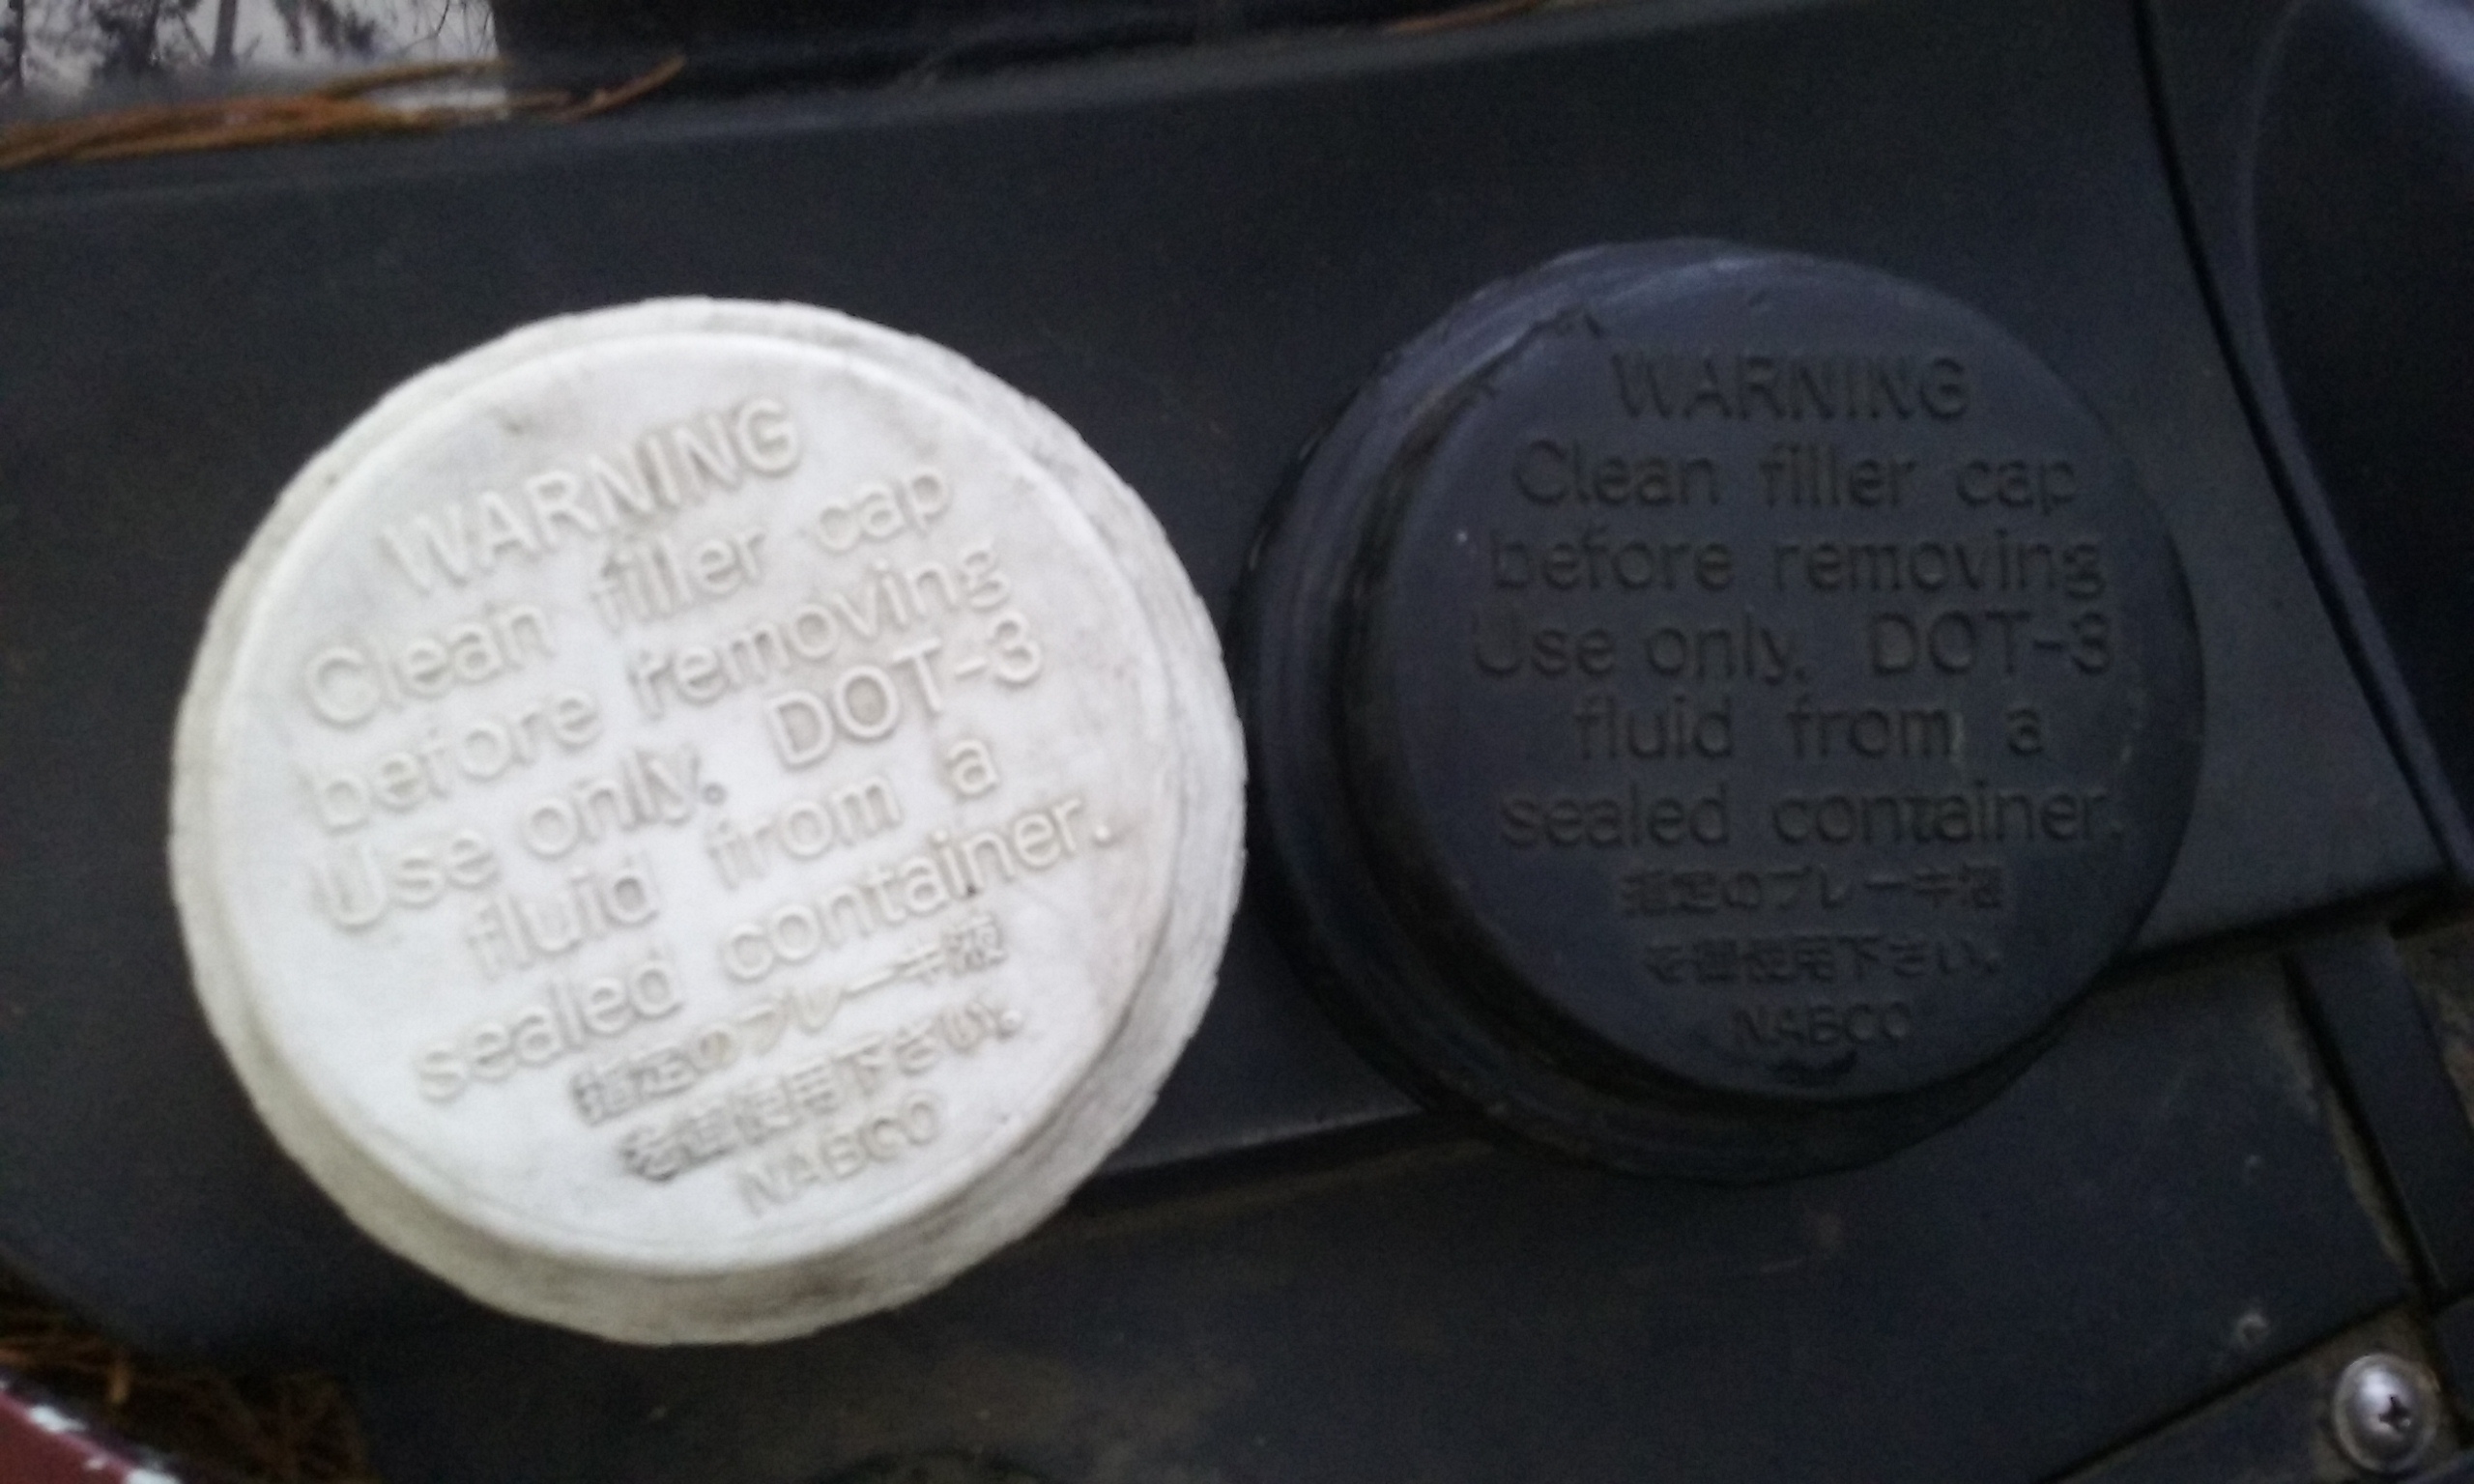 WARNING
Clean filler cap
before removing
Use only. DOT-3
fluid from a
sealed container.
指定のブレーキ液
を御使用下さい。
NABCO
WARNING
Clean filler cap
before removing
Use only. DOT-3
fluid from a
sealed container.
指定のブレーキ液
を御使用下さい。
NABCO